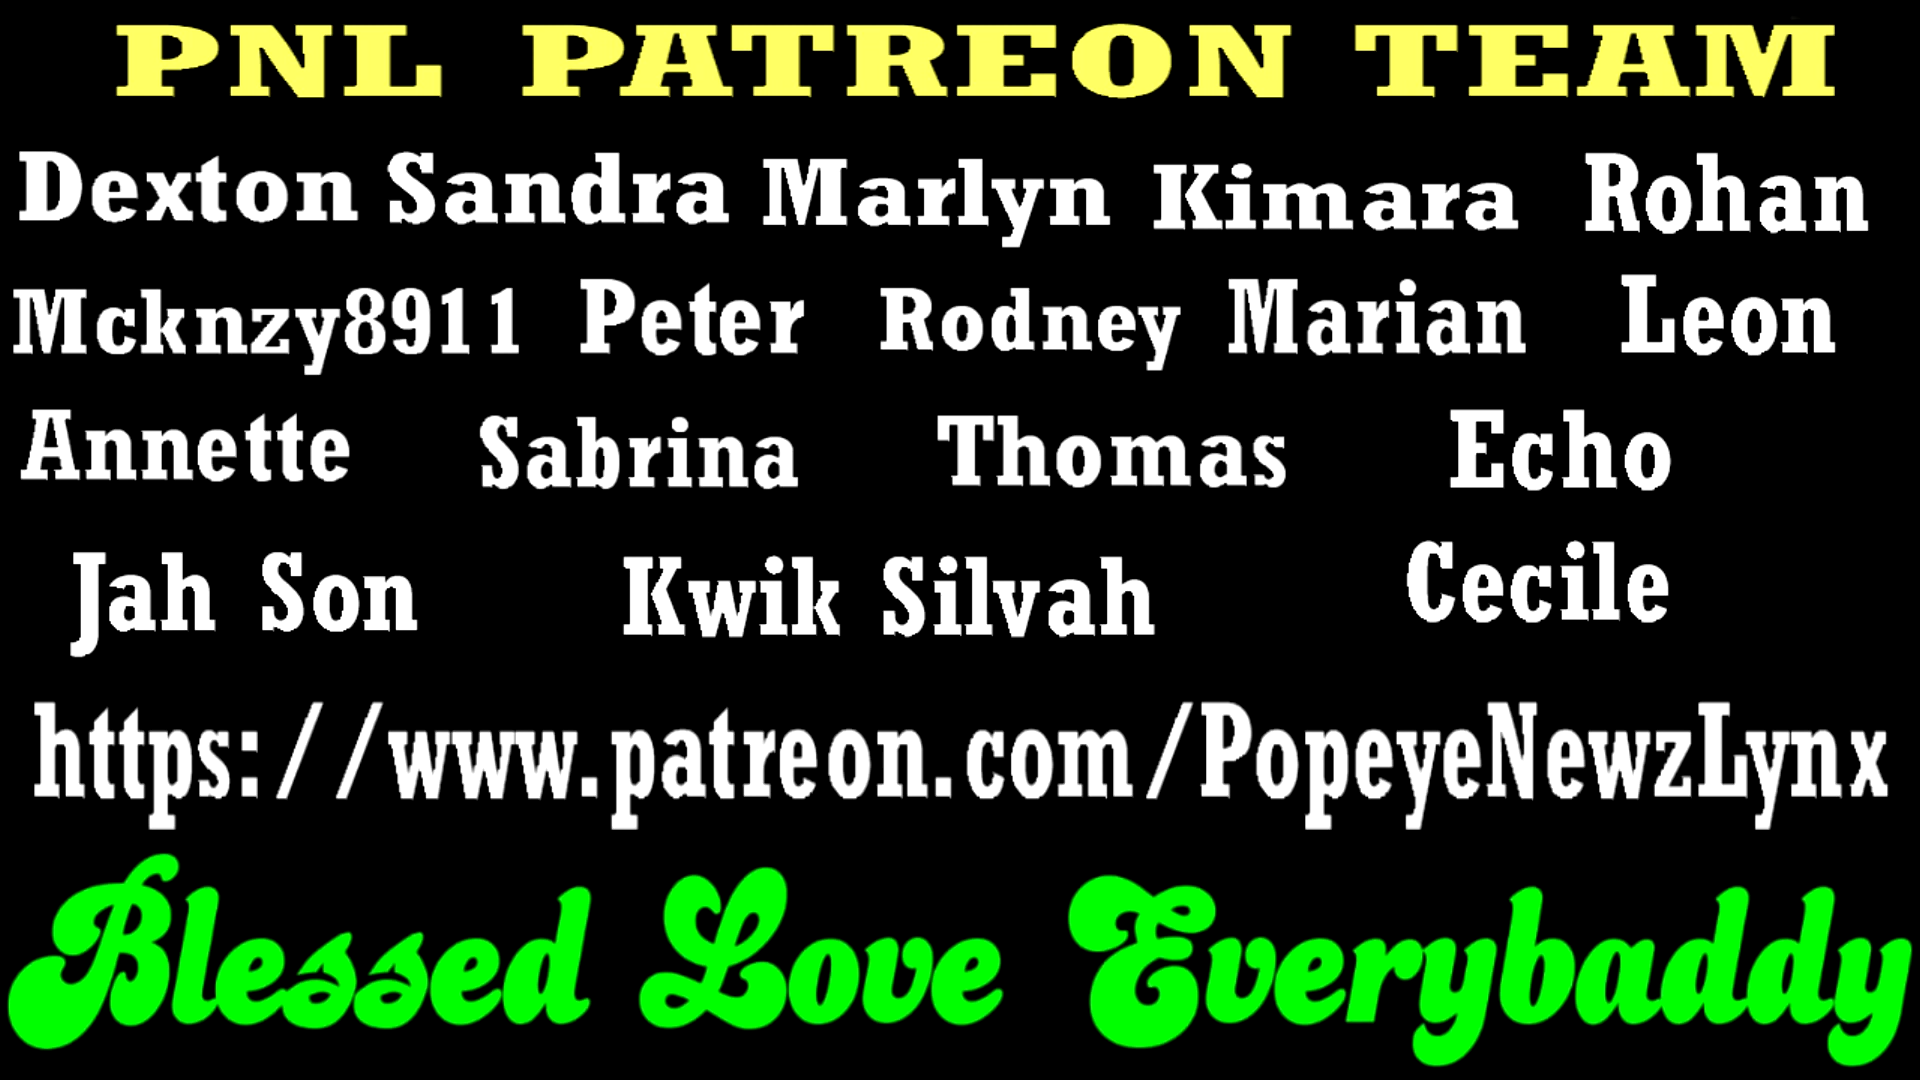 PNL PATREON TEAM
Dexton Sandra Marlyn Kimara Rohan
Mcknzy8911 Peter Rodney Marian Leon
Annette Sabrina Thomas Echo
Jah Son Kwik Silvah Cecile
https://www.patreon.com/PopeyeNewzLynx
Blessed Love Everybaddy